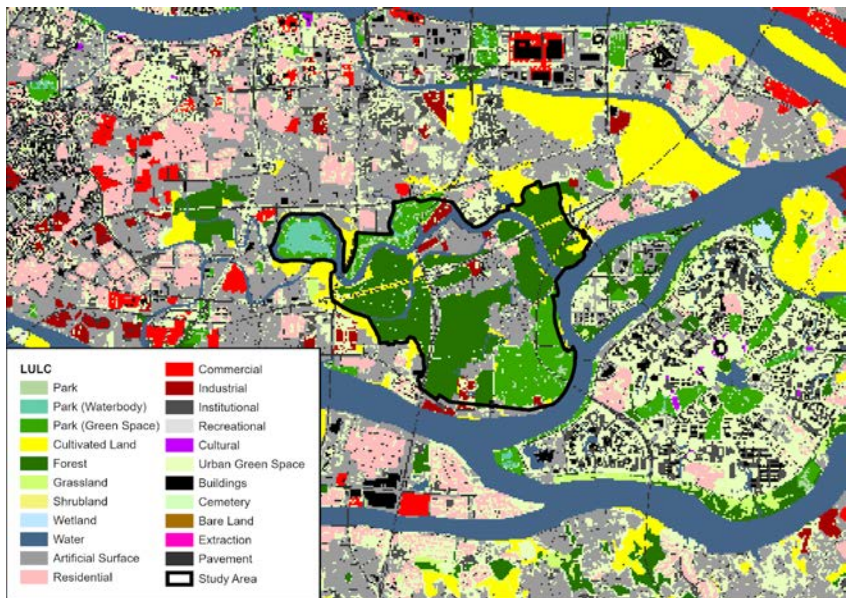 LULC
Park
Park (Waterbody)
Park (Green Space)
Cultivated Land
Forest
Grassland
Shrubland
Wetland
Water
Artificial Surface
Residential
Commercial
Industrial
Institutional
Recreational
Cultural
Urban Green Space
Buildings
Cemetery
Bare Land
Extraction
Pavement
Study Area